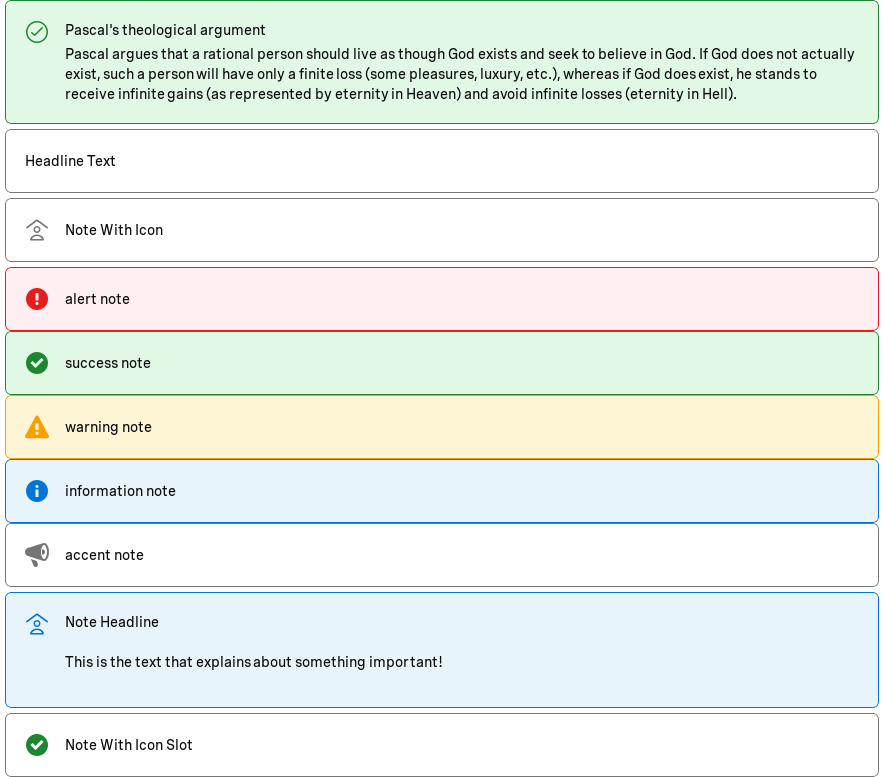 Pascal's theological argument
Pascal argues that a rational person should live as though God exists and seek to believe in God. If God does not actually
exist, such a person will have only a finite loss (some pleasures, luxury, etc.), whereas if God does exist, he stands to
receive infinite gains (as represented by eternity in Heaven) and avoid infinite losses (eternity in Hell).
Headline Text
Note With Icon
alert note
success note
warning note
information note
accent note
Note Headline
This is the text that explains about something important!
Note With Icon Slot